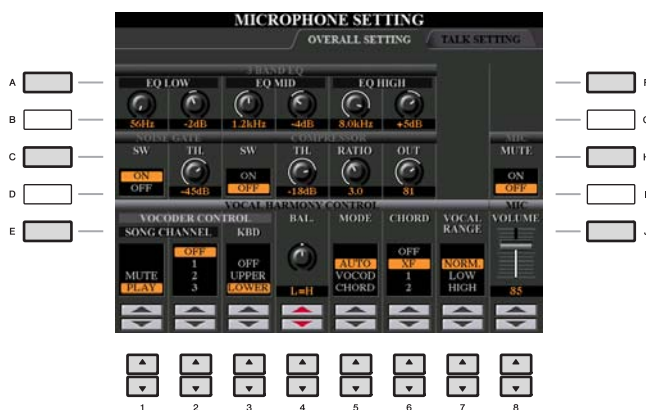 MICROPHONE SETTING
OVERALL SETTING TALK SETTING
3 BAND EQ
A EQ LOW EQ MID EQ HIGH
B 56Hz -2dB 1.2kHz -4dB 8.0kHz +5dB
NOISE GATE COMPRESSOR MIC
C SW TH. SW TH. RATIO OUT MUTE
ON ON ON
D OFF -45dB OFF -18dB 3.0 81 OFF
VOCAL HARMONY CONTROL MIC
E VOCODER CONTROL BAL. MODE CHORD VOCAL RANGE VOLUME
SONG CHANNEL KBD
OFF
1 OFF OFF
MUTE 2 UPPER AUTO XF NORM.
PLAY 3 LOWER VOCOD 1 LOW
L=H CHORD 2 HIGH 85
1 2 3 4 5 6 7 8